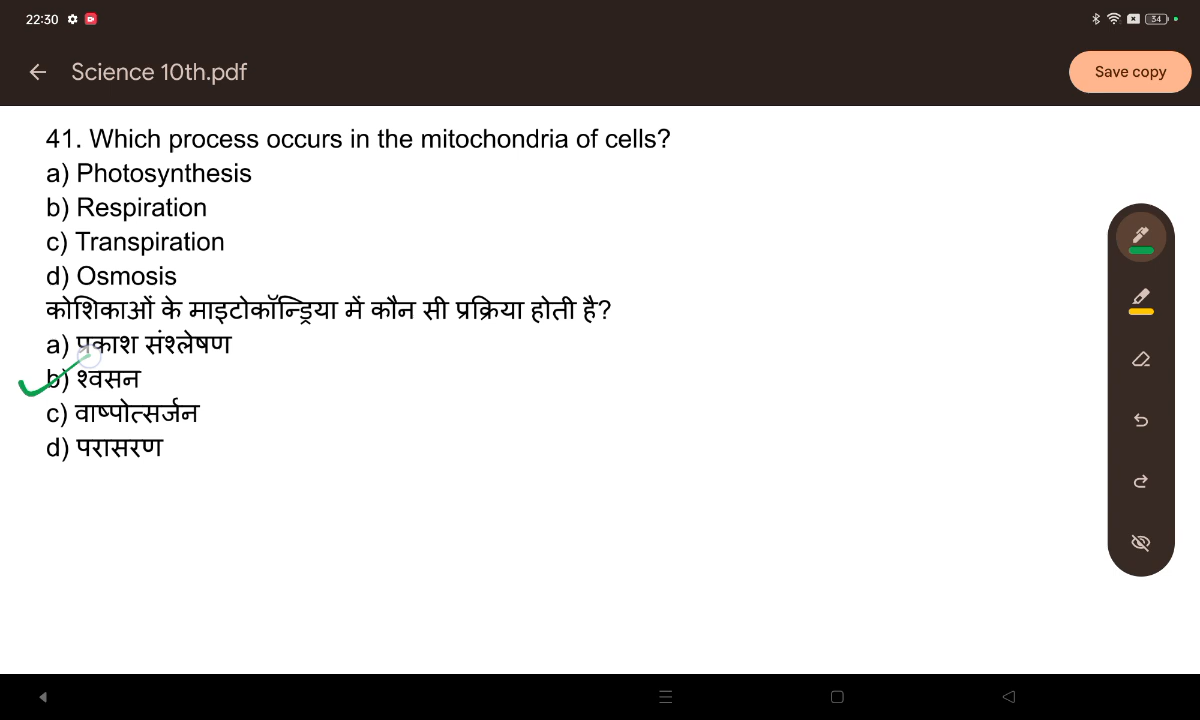 22:30
34
Science 10th.pdf
Save copy
41. Which process occurs in the mitochondria of cells?
a) Photosynthesis
b) Respiration
c) Transpiration
d) Osmosis
कोशिकाओं के माइटोकॉन्ड्रिया में कौन सी प्रक्रिया होती है?
a) प्रकाश संश्लेषण
b) श्वसन
c) वाष्पोत्सर्जन
d) परासरण